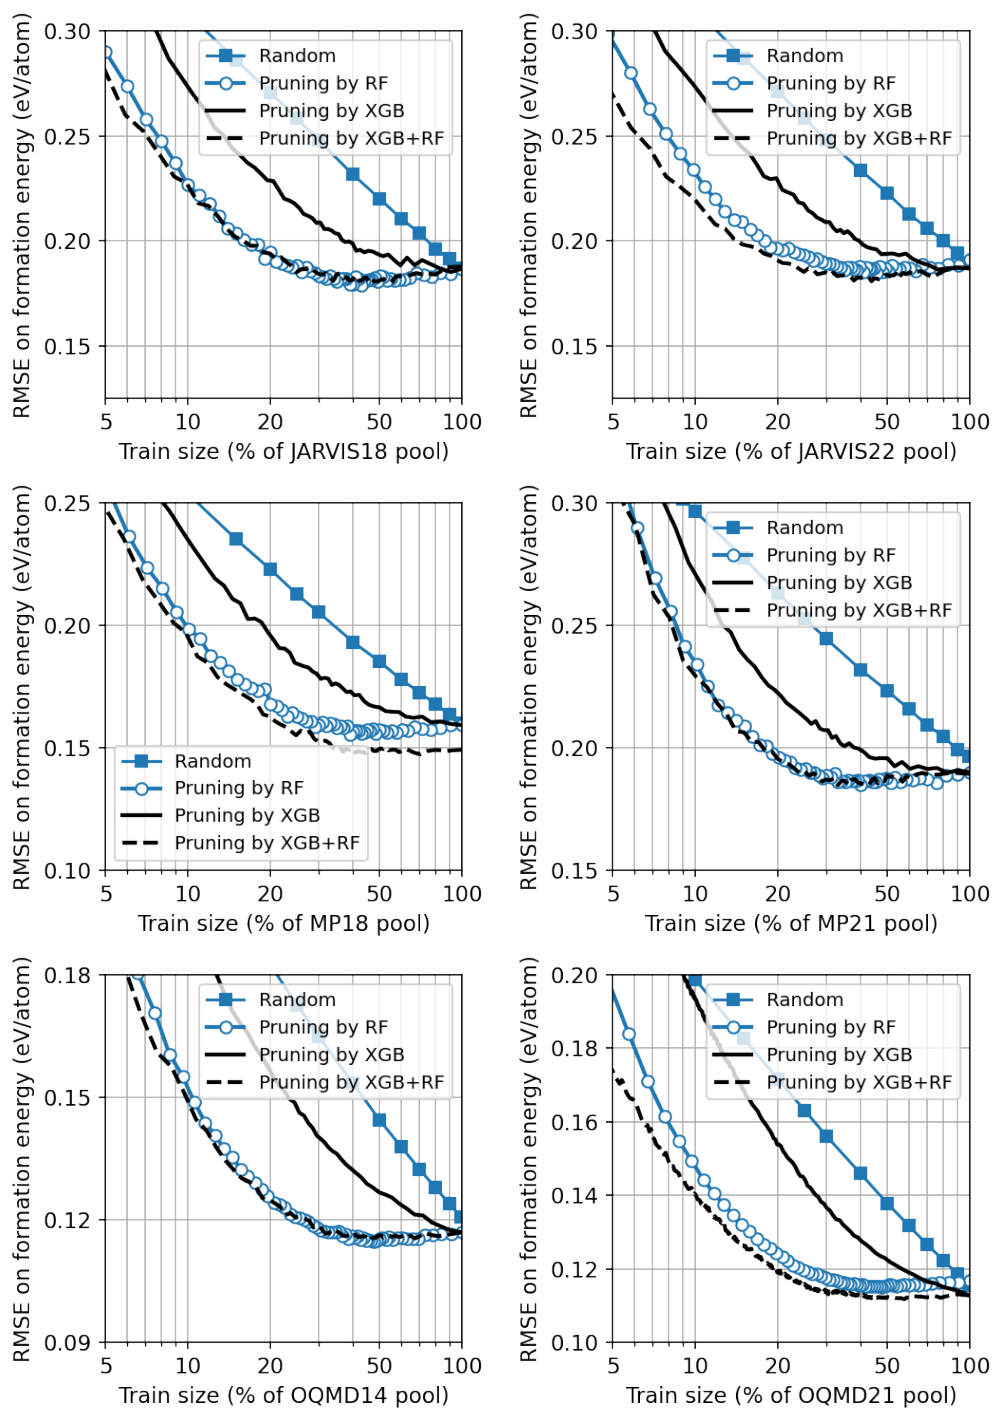 RMSE on formation energy (eV/atom)
0.30
0.25
0.20
0.15
Random
Pruning by RF
Pruning by XGB
Pruning by XGB+RF
5
10
20
50
100
Train size (% of JARVIS18 pool)
RMSE on formation energy (eV/atom)
0.30
0.25
0.20
0.15
Random
Pruning by RF
Pruning by XGB
Pruning by XGB+RF
5
10
20
50
100
Train size (% of JARVIS22 pool)
RMSE on formation energy (eV/atom)
0.25
0.20
0.15
0.10
Random
Pruning by RF
Pruning by XGB
Pruning by XGB+RF
5
10
20
50
100
Train size (% of MP18 pool)
RMSE on formation energy (eV/atom)
0.30
0.25
0.20
0.15
Random
Pruning by RF
Pruning by XGB
Pruning by XGB+RF
5
10
20
50
100
Train size (% of MP21 pool)
RMSE on formation energy (eV/atom)
0.18
0.15
0.12
0.09
Random
Pruning by RF
Pruning by XGB
Pruning by XGB+RF
5
10
20
50
100
Train size (% of OQMD14 pool)
RMSE on formation energy (eV/atom)
0.20
0.18
0.16
0.14
0.12
0.10
Random
Pruning by RF
Pruning by XGB
Pruning by XGB+RF
5
10
20
50
100
Train size (% of OQMD21 pool)